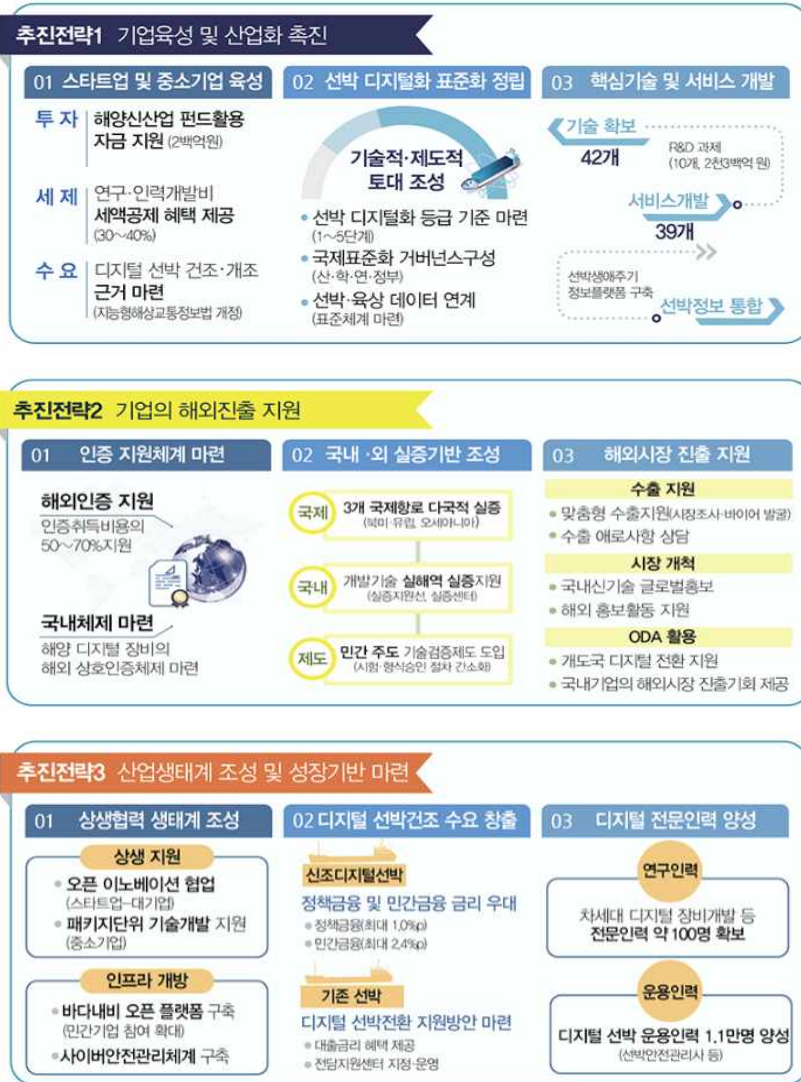 추진전략1 기업육성 및 산업화 촉진
01 스타트업 및 중소기업 육성
투 자 해양신산업 펀드활용
자금 지원 (2백억원)
세 제 연구·인력개발비
세액공제 혜택 제공
(30~40%)
수 요 디지털 선박 건조·개조
근거 마련
(지능형해상교통정보법 개정)
02 선박 디지털화 표준화 정립
기술적·제도적
토대 조성
• 선박 디지털화 등급 기준 마련
(1~5단계)
• 국제표준화 거버넌스구성
(산·학·연·정부)
• 선박·육상 데이터 연계
(표준체계 마련)
03 핵심기술 및 서비스 개발
기술 확보
42개
R&D 과제
(10개, 2천3백억 원)
서비스개발
39개
선박생애주기
정보플랫폼 구축
선박정보 통합
추진전략2 기업의 해외진출 지원
01 인증 지원체계 마련
해외인증 지원
인증취득비용의
50~70%지원
국내체제 마련
해양 디지털 장비의
해외 상호인증체제 마련
02 국내·외 실증기반 조성
국제 3개 국제항로 다국적 실증
(북미·유럽, 오세아니아)
국내 개발기술 실해역 실증지원
(실증지원선, 실증센터)
제도 민간 주도 기술검증제도 도입
(시험·형식승인 절차 간소화)
03 해외시장 진출 지원
수출 지원
• 맞춤형 수출지원(시장조사·바이어 발굴)
• 수출 애로사항 상담
시장 개척
• 국내신기술 글로벌홍보
• 해외 홍보활동 지원
ODA 활용
• 개도국 디지털 전환 지원
• 국내기업의 해외시장 진출기회 제공
추진전략3 산업생태계 조성 및 성장기반 마련
01 상생협력 생태계 조성
상생 지원
• 오픈 이노베이션 협업
(스타트업-대기업)
• 패키지단위 기술개발 지원
(중소기업)
인프라 개방
• 바다내비 오픈 플랫폼 구축
(민간기업 참여 확대)
•사이버안전관리체계 구축
02 디지털 선박건조 수요 창출
신조디지털선박
정책금융 및 민간금융 금리 우대
• 정책금융(최대 1.0%p)
• 민간금융(최대 2.4%p)
기존 선박
디지털 선박전환 지원방안 마련
• 대출금리 혜택 제공
• 전담지원센터 지정·운영
03 디지털 전문인력 양성
연구인력
차세대 디지털 장비개발 등
전문인력 약 100명 확보
운용인력
디지털 선박 운용인력 1.1만명 양성
(선박안전관리사 등)